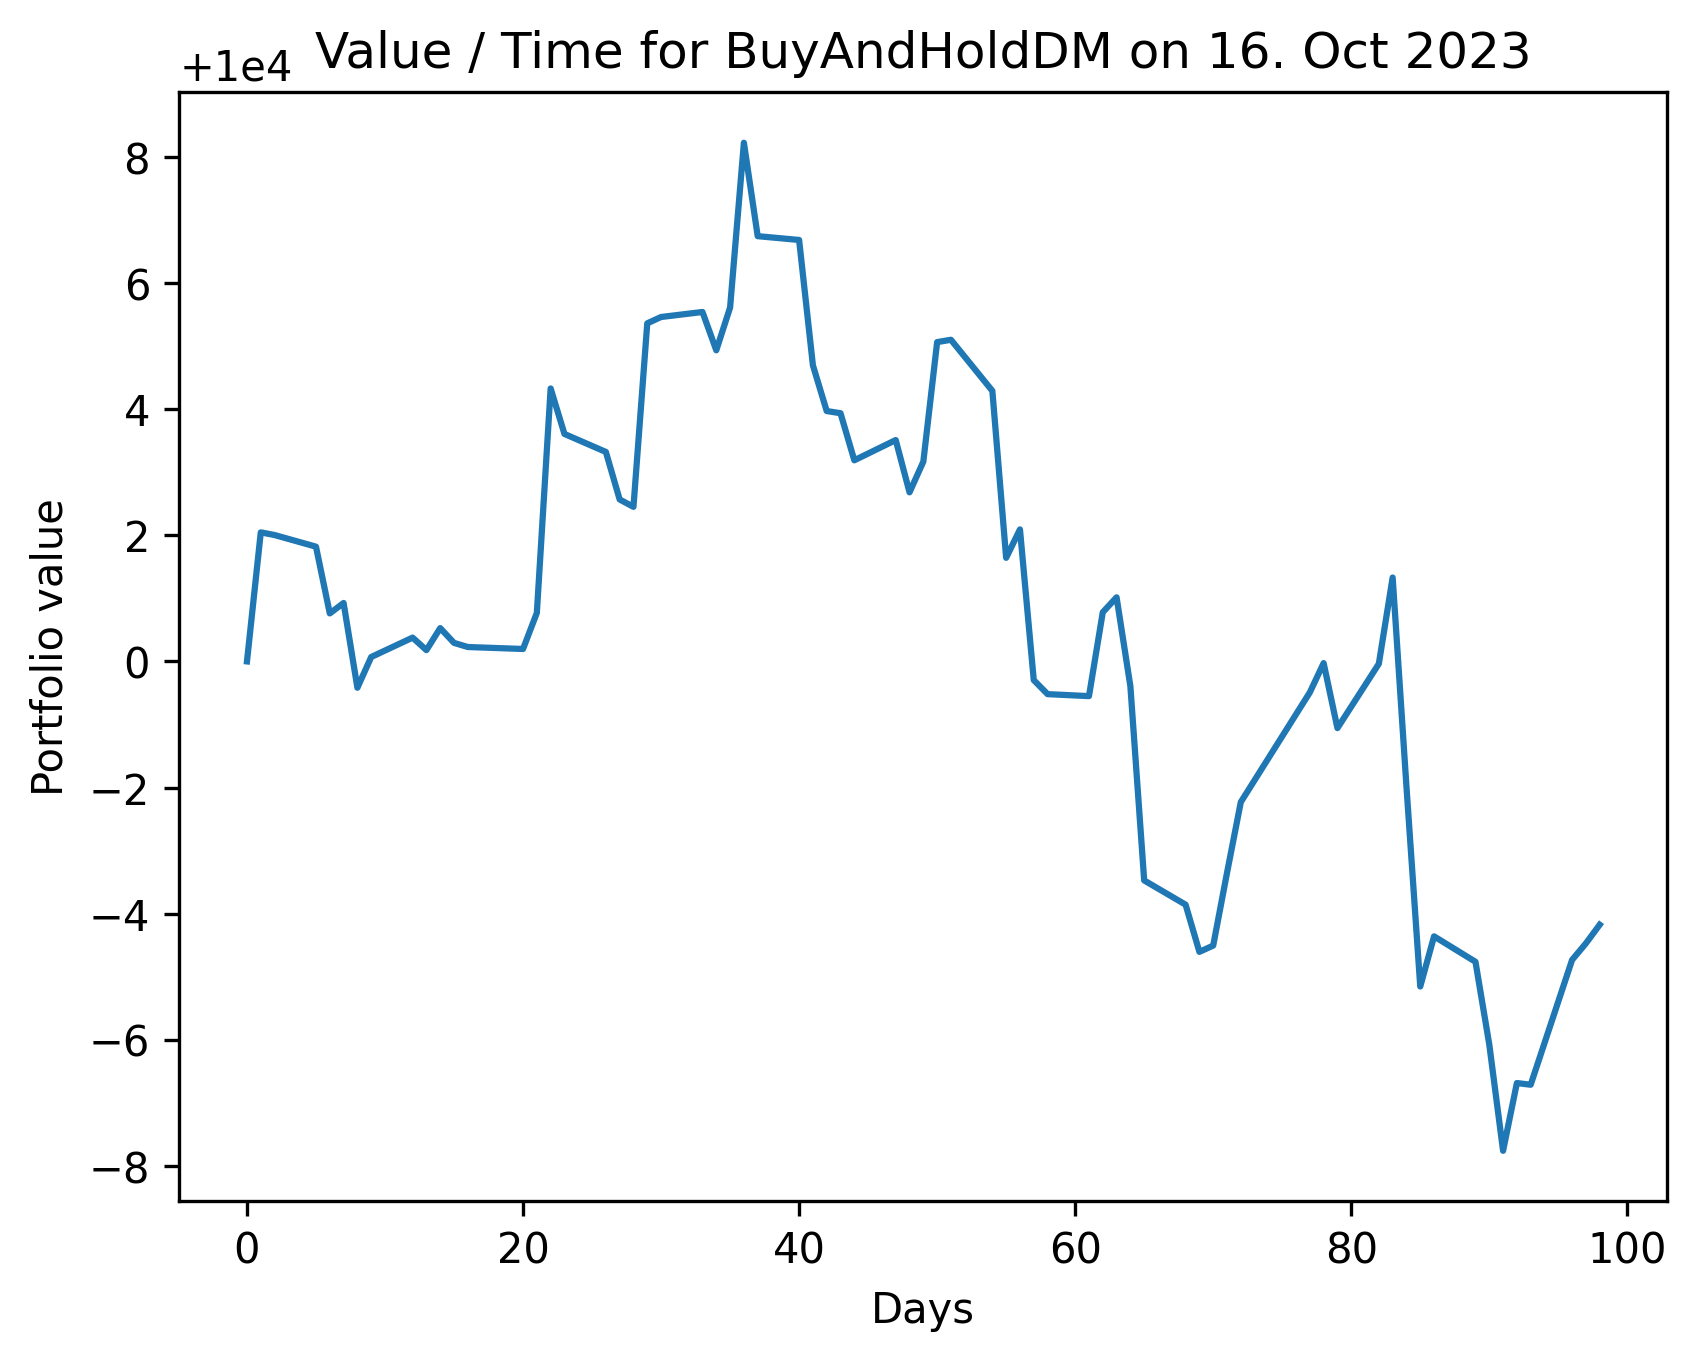 Value / Time for BuyAndHoldDM on 16. Oct 2023
+1e4
8
6
4
2
0
−2
−4
−6
−8
Portfolio value
0 20 40 60 80 100
Days